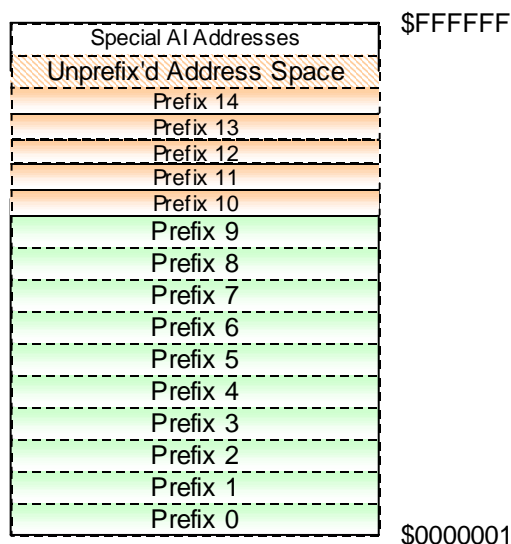 $FFFFFF
Special AI Addresses
Unprefix'd Address Space
Prefix 14
Prefix 13
Prefix 12
Prefix 11
Prefix 10
Prefix 9
Prefix 8
Prefix 7
Prefix 6
Prefix 5
Prefix 4
Prefix 3
Prefix 2
Prefix 1
Prefix 0
$0000001